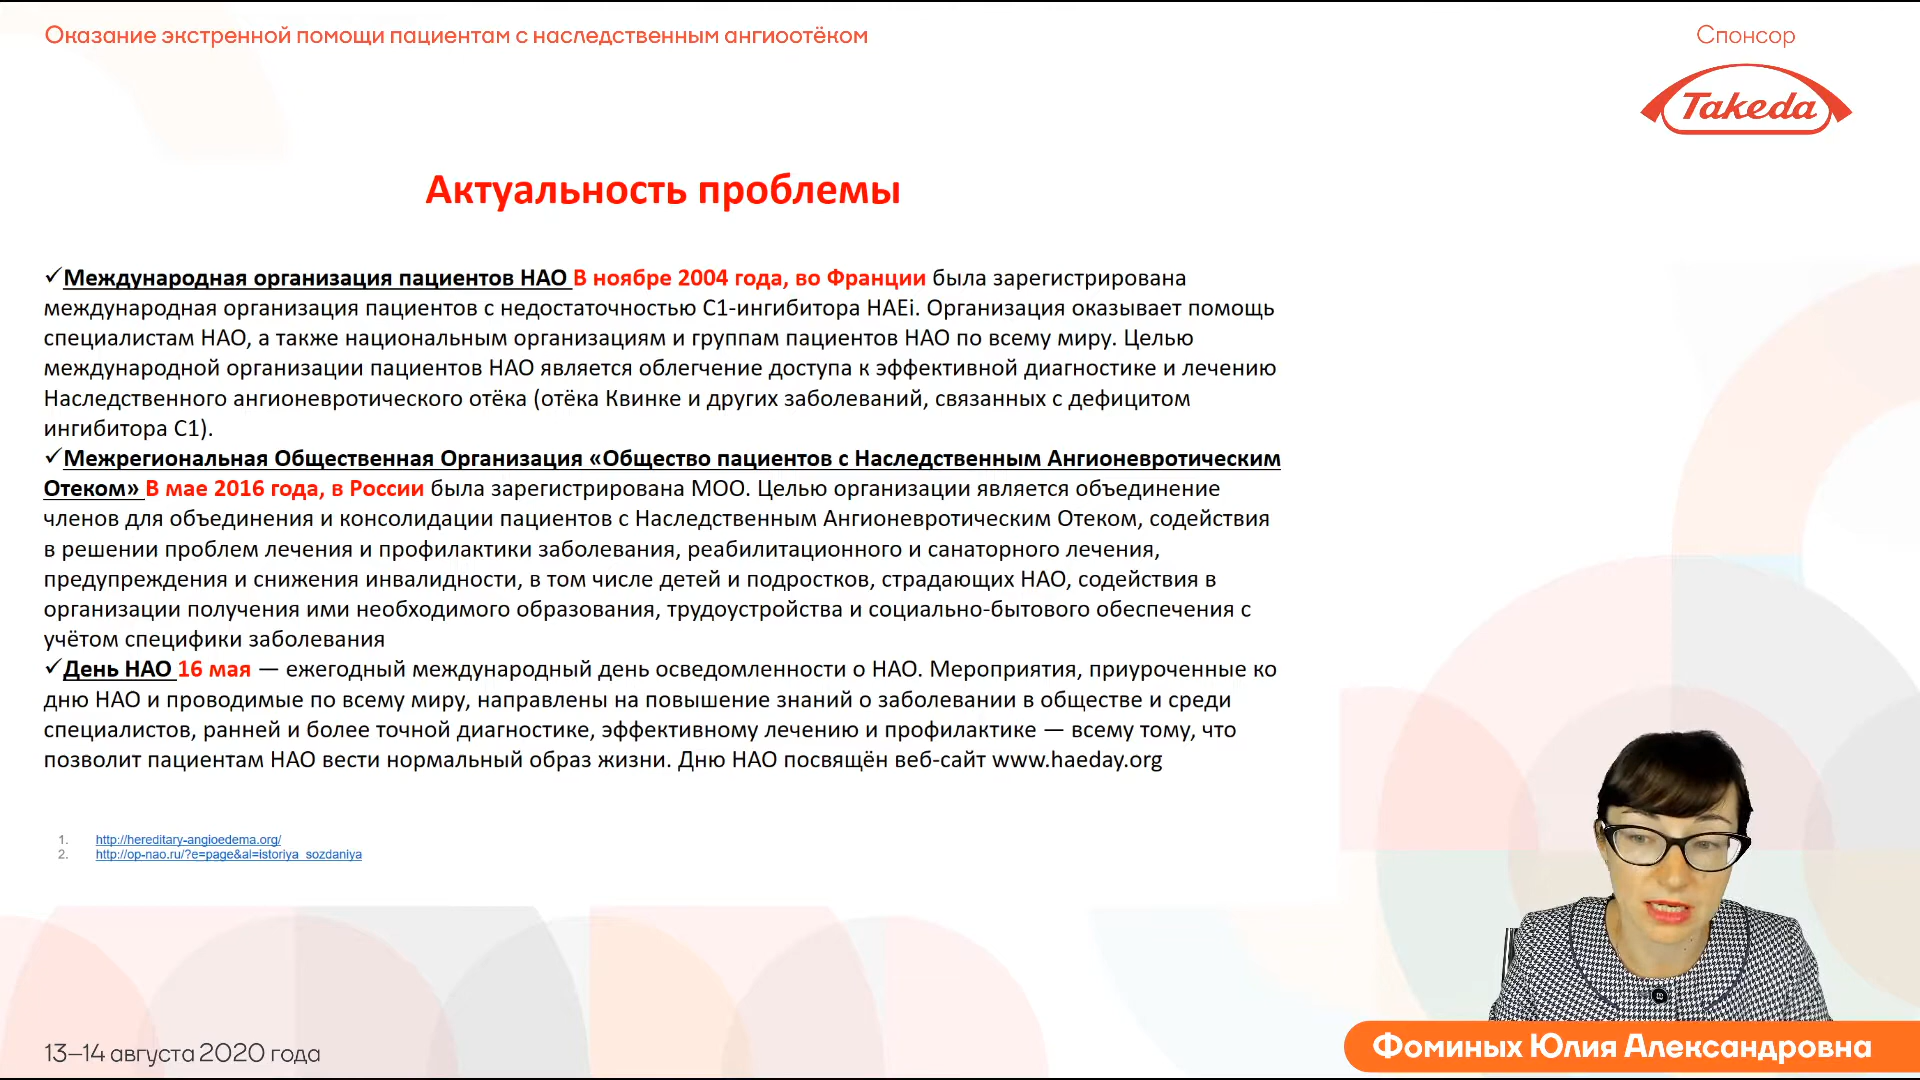 Оказание экстренной помощи пациентам с наследственным ангиоотёком
Спонсор
Takeda
Актуальность проблемы
✓Международная организация пациентов НАО В ноябре 2004 года, во Франции была зарегистрирована
международная организация пациентов с недостаточностью С1-ингибитора HAEi. Организация оказывает помощь
специалистам НАО, а также национальным организациям и группам пациентов НАО по всему миру. Целью
международной организации пациентов НАО является облегчение доступа к эффективной диагностике и лечению
Наследственного ангионевротического отёка (отёка Квинке и других заболеваний, связанных с дефицитом
ингибитора С1).
✓Межрегиональная Общественная Организация «Общество пациентов с Наследственным Ангионевротическим
Отеком» В мае 2016 года, в России была зарегистрирована МОО. Целью организации является объединение
членов для объединения и консолидации пациентов с Наследственным Ангионевротическим Отеком, содействия
в решении проблем лечения и профилактики заболевания, реабилитационного и санаторного лечения,
предупреждения и снижения инвалидности, в том числе детей и подростков, страдающих НАО, содействия в
организации получения ими необходимого образования, трудоустройства и социально-бытового обеспечения с
учётом специфики заболевания
✓День НАО 16 мая — ежегодный международный день осведомленности о НАО. Мероприятия, приуроченные ко
дню НАО и проводимые по всему миру, направлены на повышение знаний о заболевании в обществе и среди
специалистов, ранней и более точной диагностике, эффективному лечению и профилактике — всему тому, что
позволит пациентам НАО вести нормальный образ жизни. Дню НАО посвящён веб-сайт www.haeday.org
1. http://hereditary-angioedema.org/
2. http://op-nao.ru/?e=page&al=istoriya_sozdaniya
13–14 августа 2020 года
Фоминых Юлия Александровна